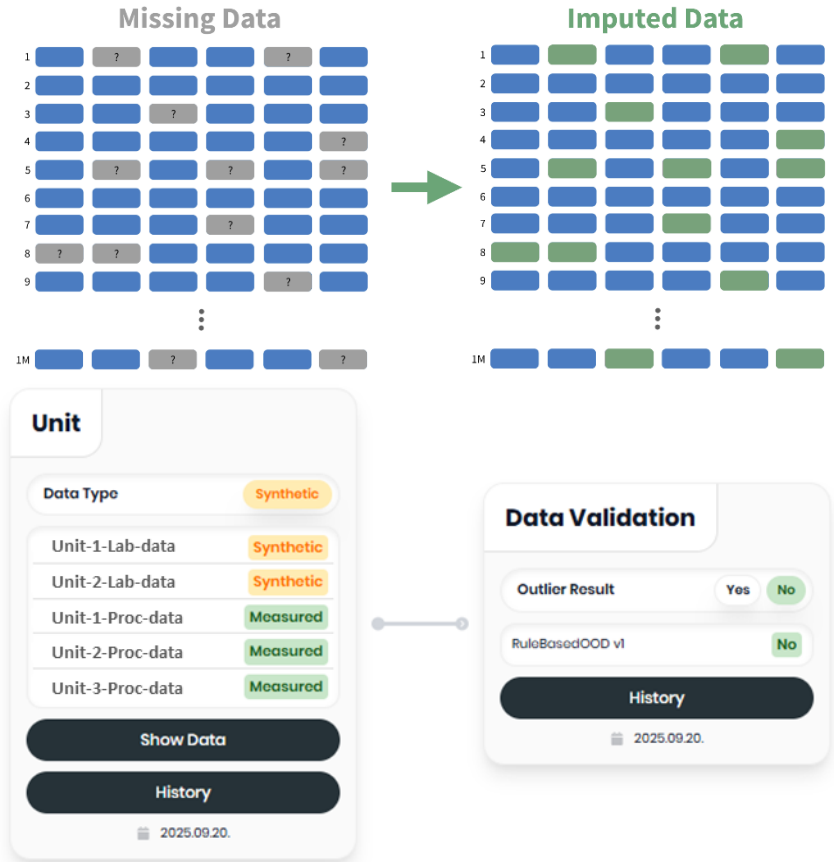 Missing Data
Imputed Data
1 ? ?
2
3 ?
4 ?
5 ? ? ?
6
7 ?
8 ? ?
9 ?
1M ? ?
1
2
3
4
5
6
7
8
9
1M
Unit
Data Type Synthetic
Unit-1-Lab-data Synthetic
Unit-2-Lab-data Synthetic
Unit-1-Proc-data Measured
Unit-2-Proc-data Measured
Unit-3-Proc-data Measured
Show Data
History
2025.09.20.
Data Validation
Outlier Result Yes No
RuleBasedOOD v1 No
History
2025.09.20.